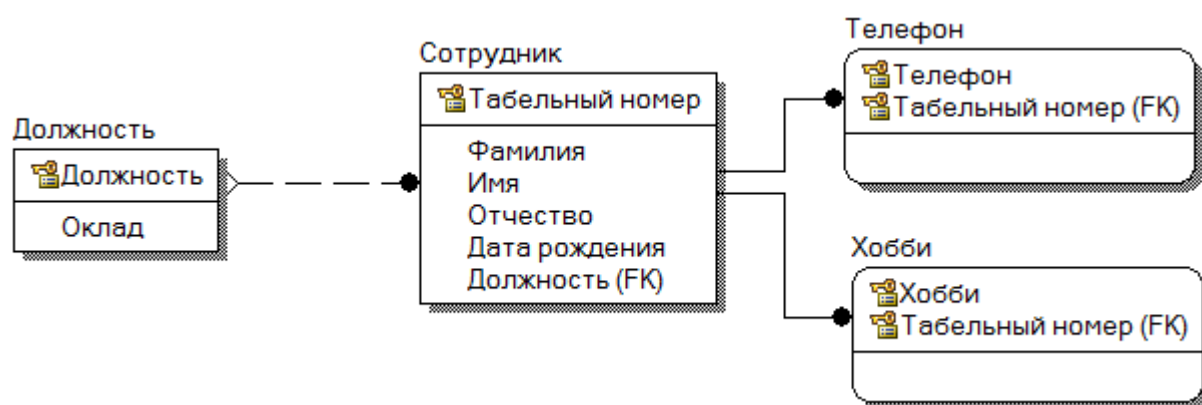 Должность
Должность
Оклад
Сотрудник
Табельный номер
Фамилия
Имя
Отчество
Дата рождения
Должность (FK)
Телефон
Телефон
Табельный номер (FK)
Хобби
Хобби
Табельный номер (FK)